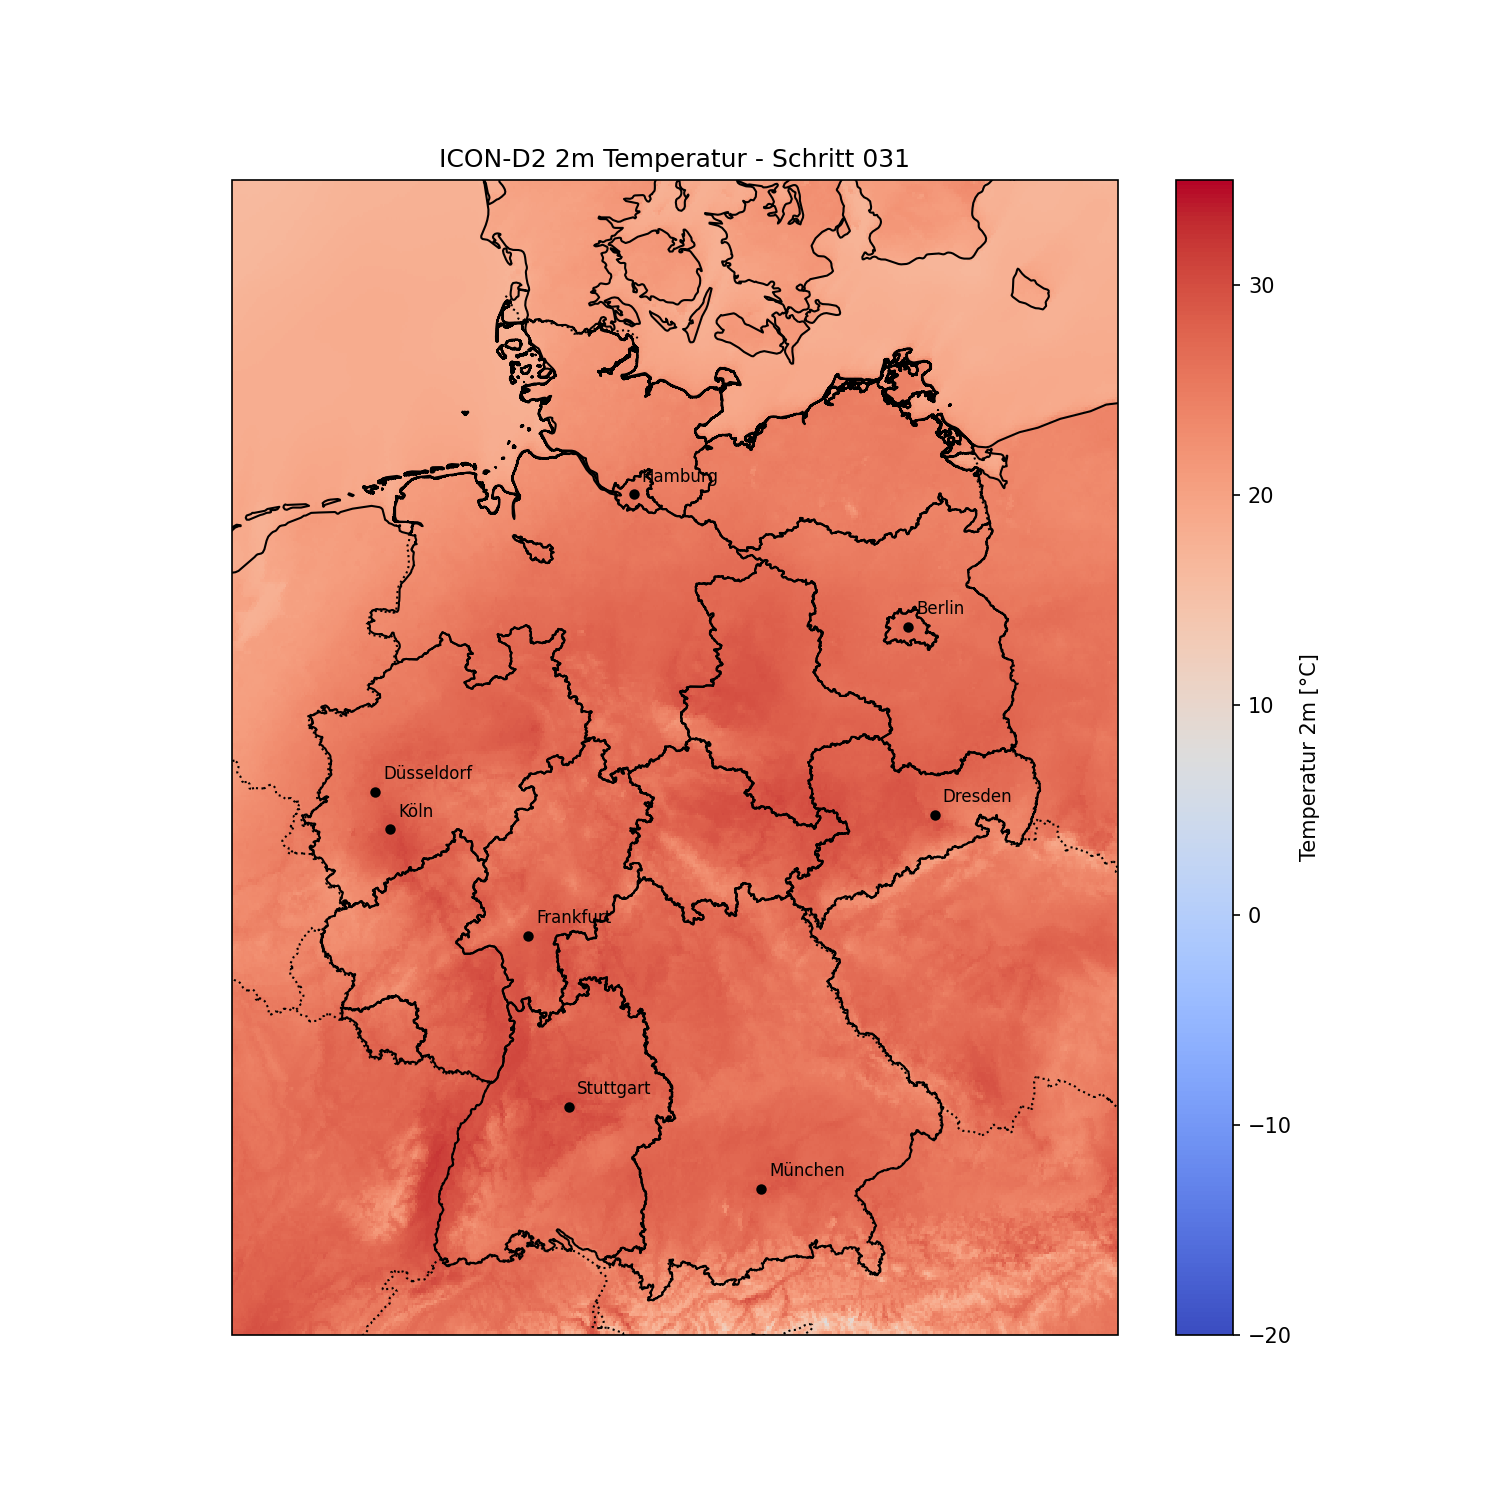 ICON-D2 2m Temperatur - Schritt 031
Hamburg
Berlin
Düsseldorf
Köln
Dresden
Frankfurt
Stuttgart
München
30
20
10
0
−10
−20
Temperatur 2m [°C]